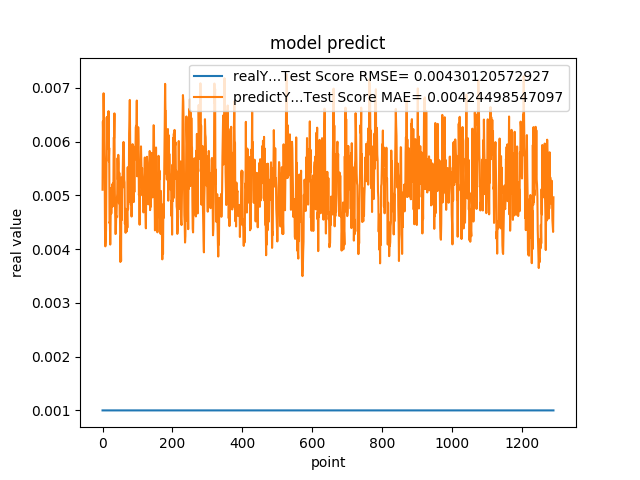 model predict
realY...Test Score RMSE= 0.00430120572927
predictY...Test Score MAE= 0.00424498547097
0.007
0.006
0.005
0.004
0.003
0.002
0.001
real value
0 200 400 600 800 1000 1200
point